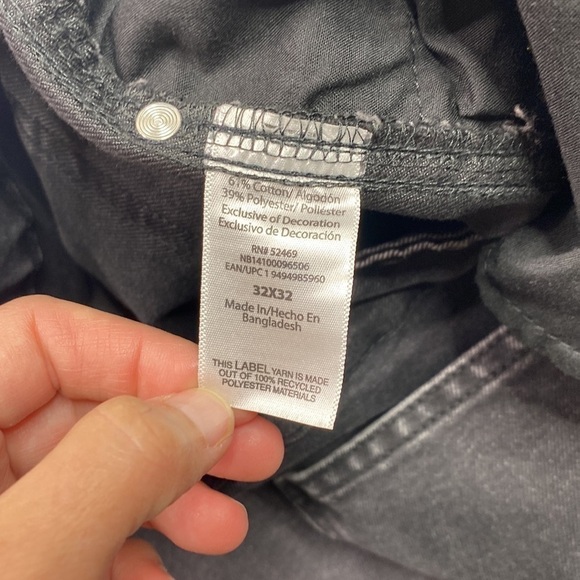 61% Cotton/ Algodón
39% Polyester/ Poliéster
Exclusive of Decoration
Exclusivo de Decoración
RN# 52469
NB14100096506
EAN/UPC 1 9494985960
32X32
Made In/Hecho En
Bangladesh
THIS LABEL YARN IS MADE
OUT OF 100% RECYCLED
POLYESTER MATERIALS